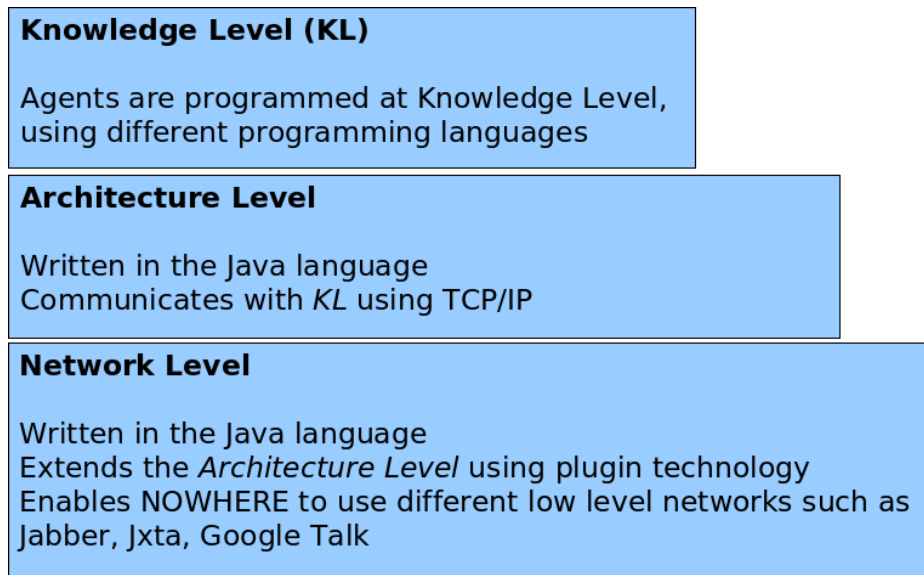 Knowledge Level (KL)
Agents are programmed at Knowledge Level,
using different programming languages
Architecture Level
Written in the Java language
Communicates with KL using TCP/IP
Network Level
Written in the Java language
Extends the Architecture Level using plugin technology
Enables NOWHERE to use different low level networks such as
Jabber, Jxta, Google Talk